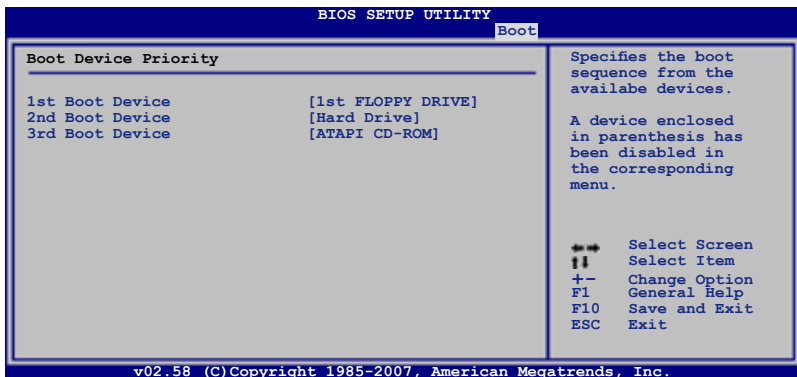 BIOS SETUP UTILITY
Boot
Boot Device Priority
1st Boot Device [1st FLOPPY DRIVE]
2nd Boot Device [Hard Drive]
3rd Boot Device [ATAPI CD-ROM]
Specifies the boot
sequence from the
availabe devices.
A device enclosed
in parenthesis has
been disabled in
the corresponding
menu.
←→ Select Screen
↑↓ Select Item
+- Change Option
F1 General Help
F10 Save and Exit
ESC Exit
v02.58 (C)Copyright 1985-2007, American Megatrends, Inc.